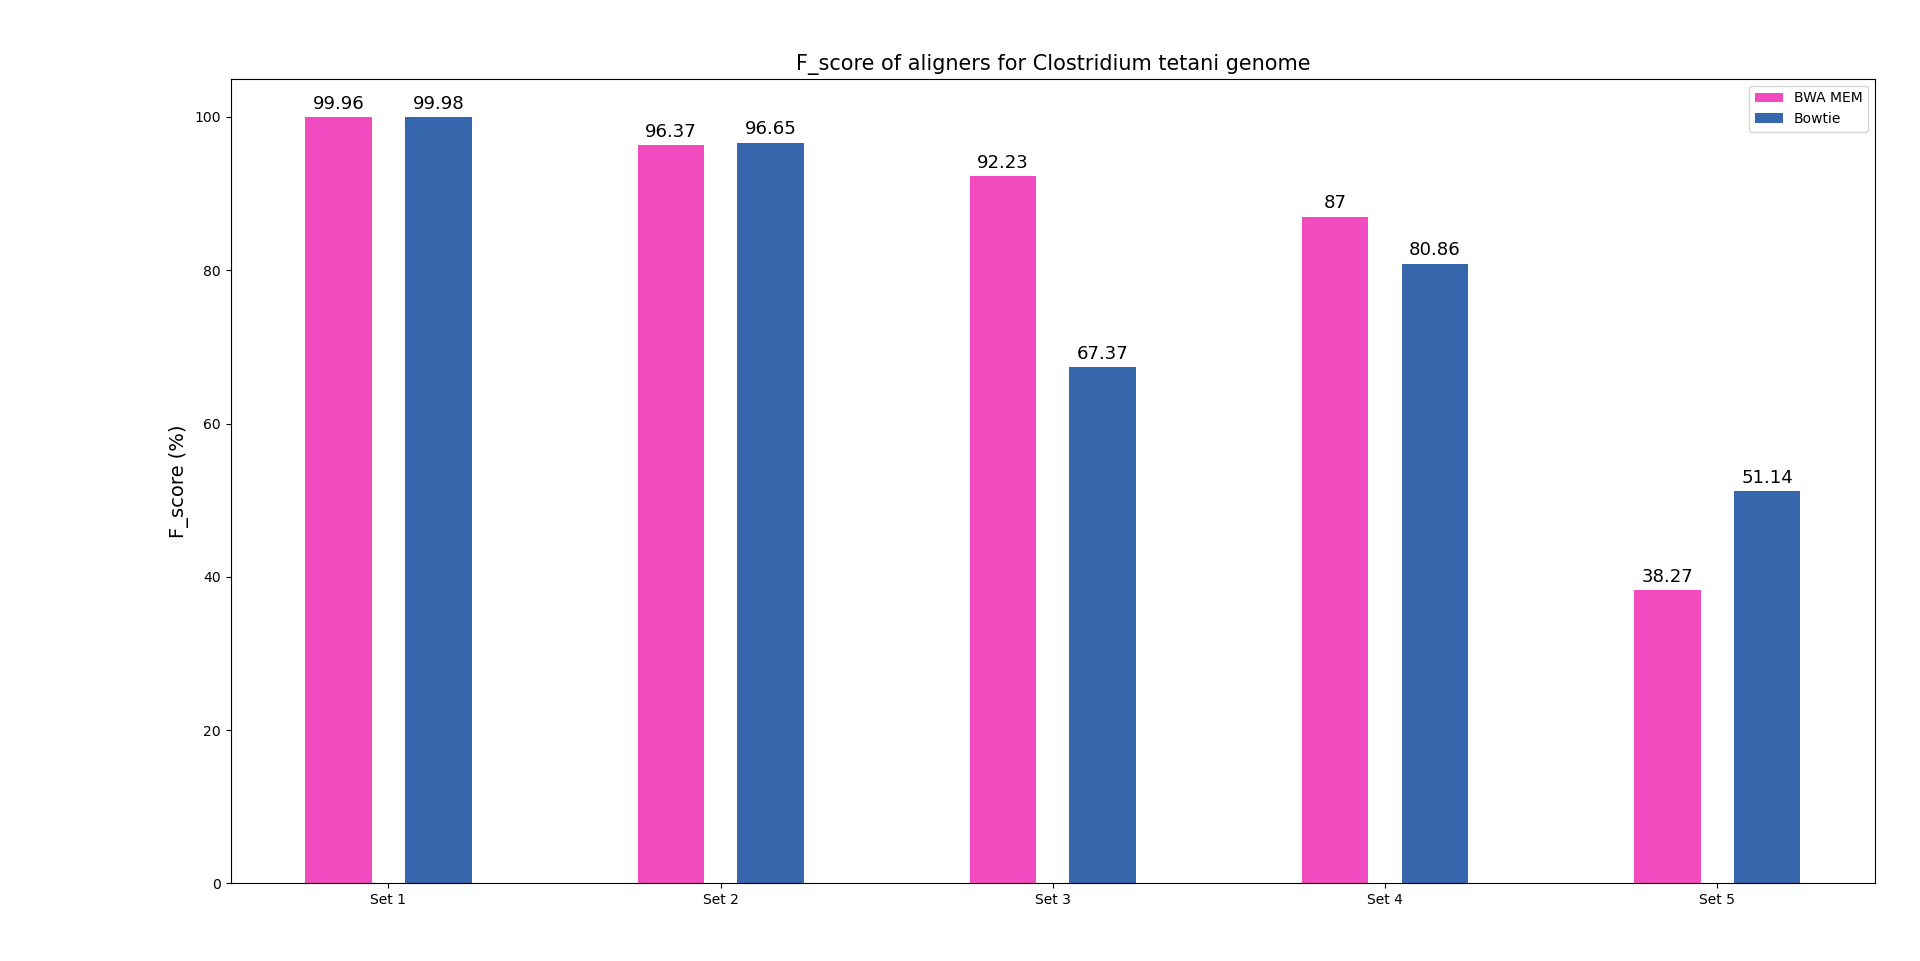 F_score of aligners for Clostridium tetani genome
BWA MEM
Bowtie
99.96
99.98
96.37
96.65
92.23
67.37
87
80.86
38.27
51.14
F_score (%)
100
80
60
40
20
0
Set 1
Set 2
Set 3
Set 4
Set 5